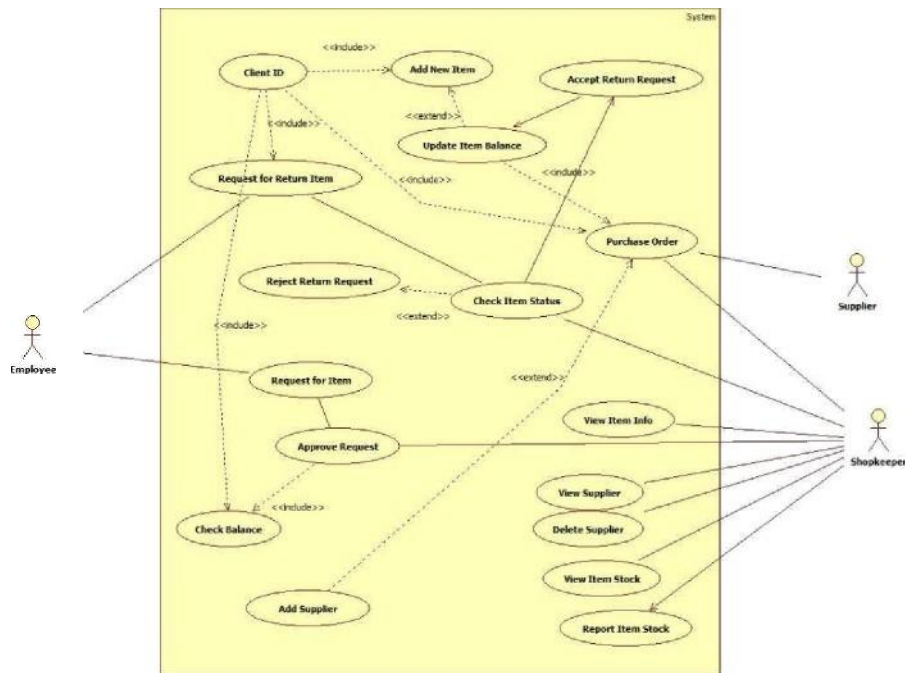 System
<<include>>
Client ID
Add New Item
Accept Return Request
<<extend>>
<<include>>
Update Item Balance
Request for Return Item
<<include>>
<<include>>
Purchase Order
Reject Return Request
Check Item Status
Supplier
<<extend>>
<<include>>
Employee
Request for Item
<<extend>>
View Item Info
Approve Request
Shopkeeper
View Supplier
<<include>>
Check Balance
Delete Supplier
View Item Stock
Add Supplier
Report Item Stock